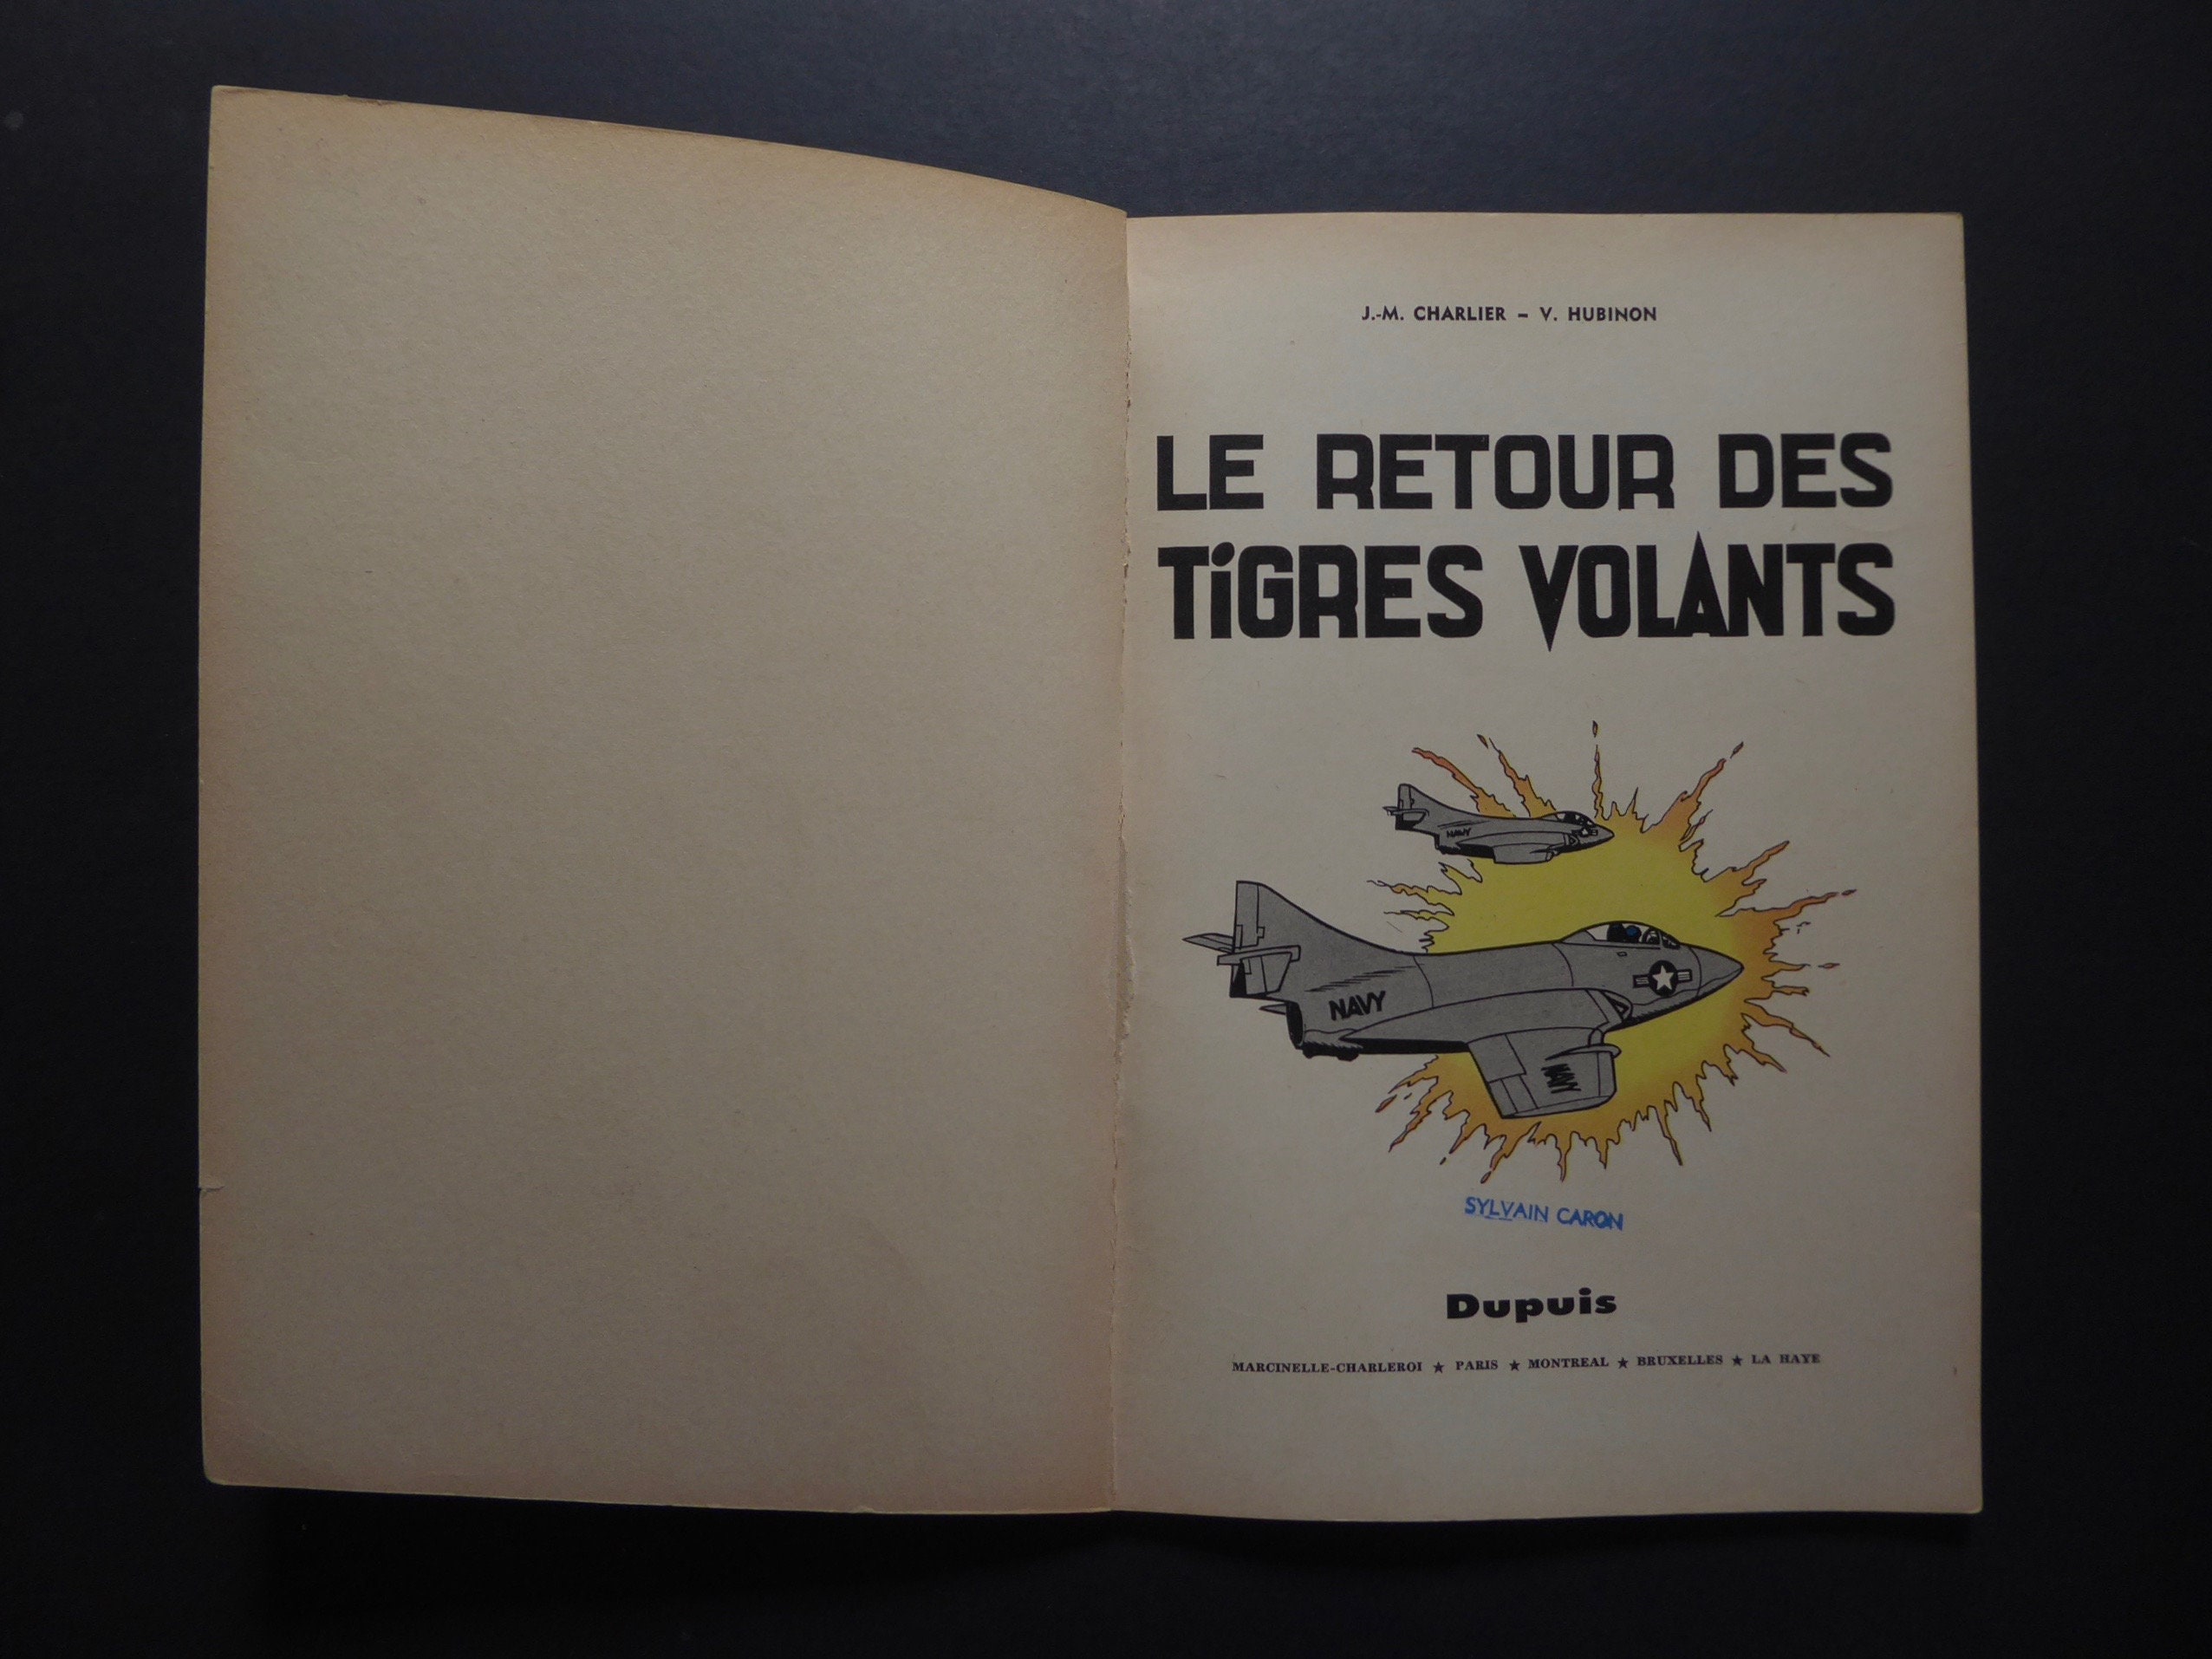 J.-M. CHARLIER – V. HUBINON
LE RETOUR DES
TiGRES VOLANTS
NAVY
NAVY
NAVY
SYLVAIN CARON
Dupuis
MARCINELLE-CHARLEROI ★ PARIS ★ MONTREAL ★ BRUXELLES ★ LA HAYE